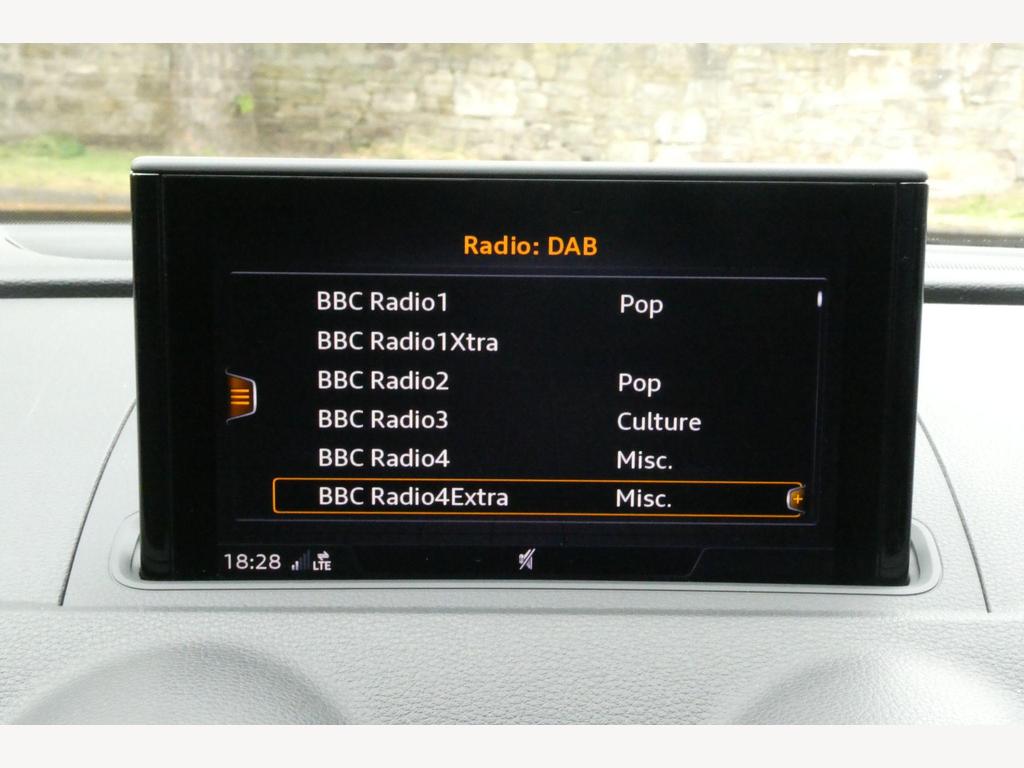 Radio: DAB
BBC Radio1 Pop
BBC Radio1Xtra
BBC Radio2 Pop
BBC Radio3 Culture
BBC Radio4 Misc.
BBC Radio4Extra Misc.
18:28 LTE